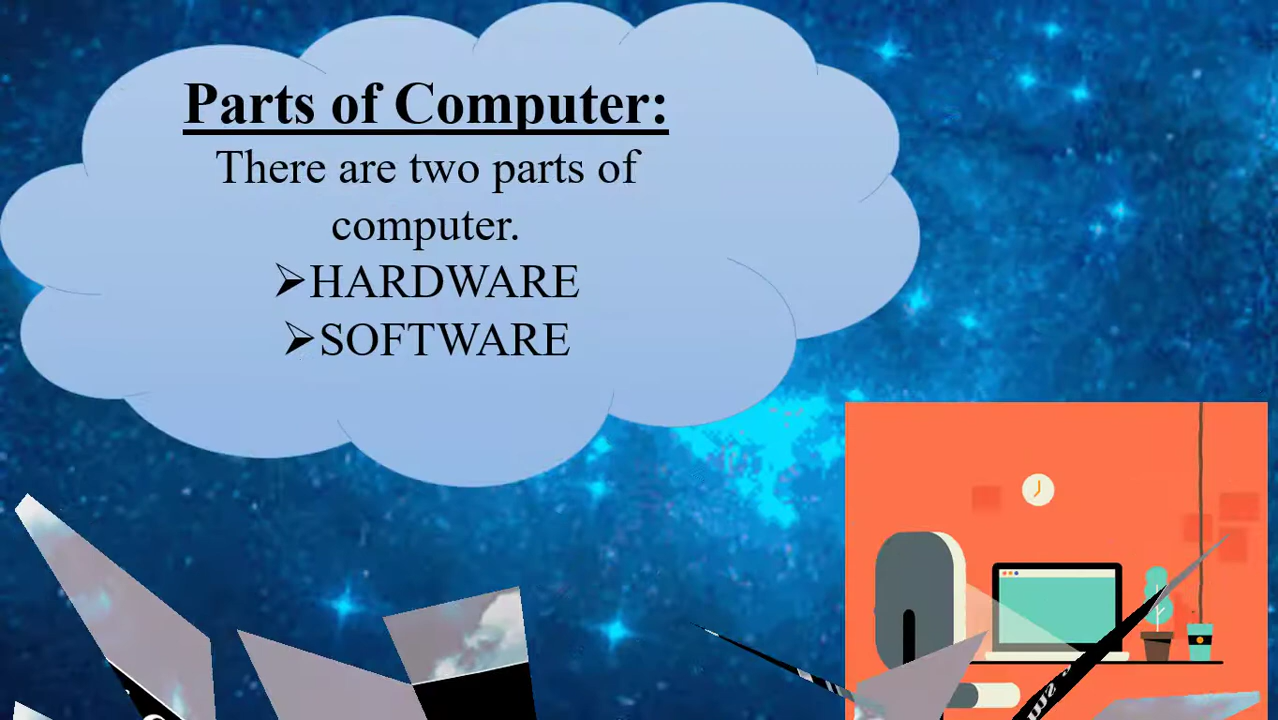 Parts of Computer:
There are two parts of
computer.
➢HARDWARE
➢SOFTWARE